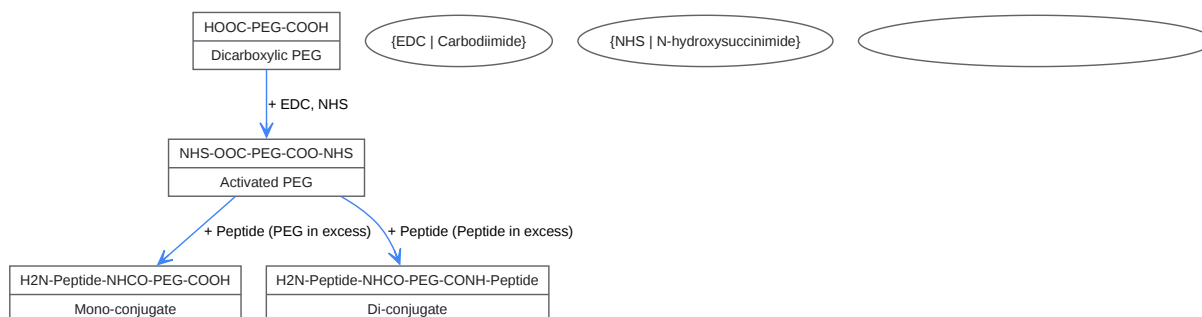 HOOC-PEG-COOH
Dicarboxylic PEG
{EDC | Carbodiimide}
{NHS | N-hydroxysuccinimide}
+ EDC, NHS
NHS-OOC-PEG-COO-NHS
Activated PEG
+ Peptide (PEG in excess)
+ Peptide (Peptide in excess)
H2N-Peptide-NHCO-PEG-COOH
Mono-conjugate
H2N-Peptide-NHCO-PEG-CONH-Peptide
Di-conjugate